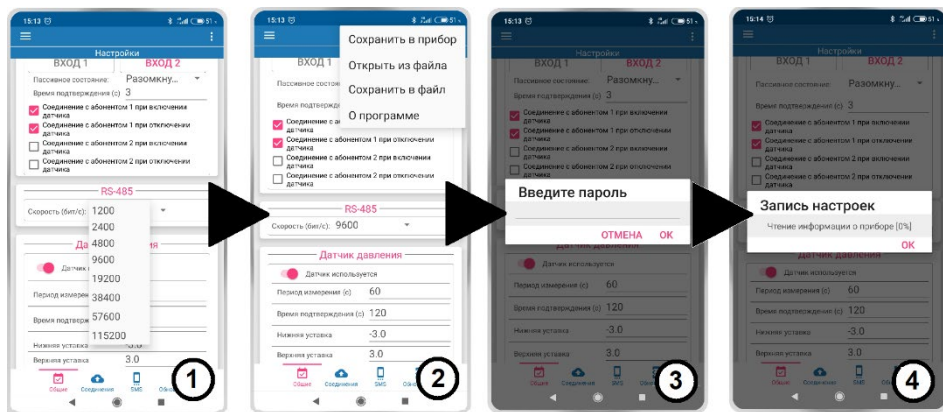 15:13
51
Настройки
ВХОД 1 ВХОД 2
Пассивное состояние: Разомкну...
Время подтверждения (с) 3
Соединение с абонентом 1 при включении
датчика
Соединение с абонентом 1 при отключении
датчика
Соединение с абонентом 2 при включении
датчика
Соединение с абонентом 2 при отключении
датчика
RS-485
Скорость (бит/с): 1200
2400
4800
9600
19200
38400
57600
115200
Период
Нижняя уставка -3.0
Верхняя уставка 3.0
Общие Соединения SMS
1
15:13
51
Сохранить в прибор
Открыть из файла
Сохранить в файл
О программе
ВХОД 1
Соединение с абонентом 1 при отключении
датчика
Соединение с абонентом 2 при включении
датчика
Соединение с абонентом 2 при отключении
датчика
RS-485
Скорость (бит/с): 9600
Датчик давления
Датчик используется
Период измерения (с) 60
Время подтверждения (с) 120
Нижняя уставка -3.0
Верхняя уставка 3.0
Общие Соединения SMS
2
15:13
51
Настройки
ВХОД 1 ВХОД 2
Пассивное состояние: Разомкну...
Время подтверждения (с) 3
Соединение с абонентом 1 при включении
датчика
Соединение с абонентом 1 при отключении
датчика
Соединение с абонентом 2 при включении
датчика
Соединение с абонентом 2 при отключении
датчика
Введите пароль
ОТМЕНА ОК
Датчик давления
Датчик используется
Период измерения (с) 60
Время подтверждения (с) 120
Нижняя уставка -3.0
Верхняя уставка 3.0
Общие Соединения SMS
3
15:14
51
Настройки
ВХОД 1 ВХОД 2
Пассивное состояние: Разомкну...
Время подтверждения (с) 3
Соединение с абонентом 1 при включении
датчика
Соединение с абонентом 1 при отключении
датчика
Соединение с абонентом 2 при включении
датчика
Соединение с абонентом 2 при отключении
датчика
Запись настроек
Чтение информации о приборе [0%]
ОК
Датчик давления
Датчик используется
Период измерения (с) 60
Время подтверждения (с) 120
Нижняя уставка -3.0
Верхняя уставка 3.0
Общие Соединения SMS
4